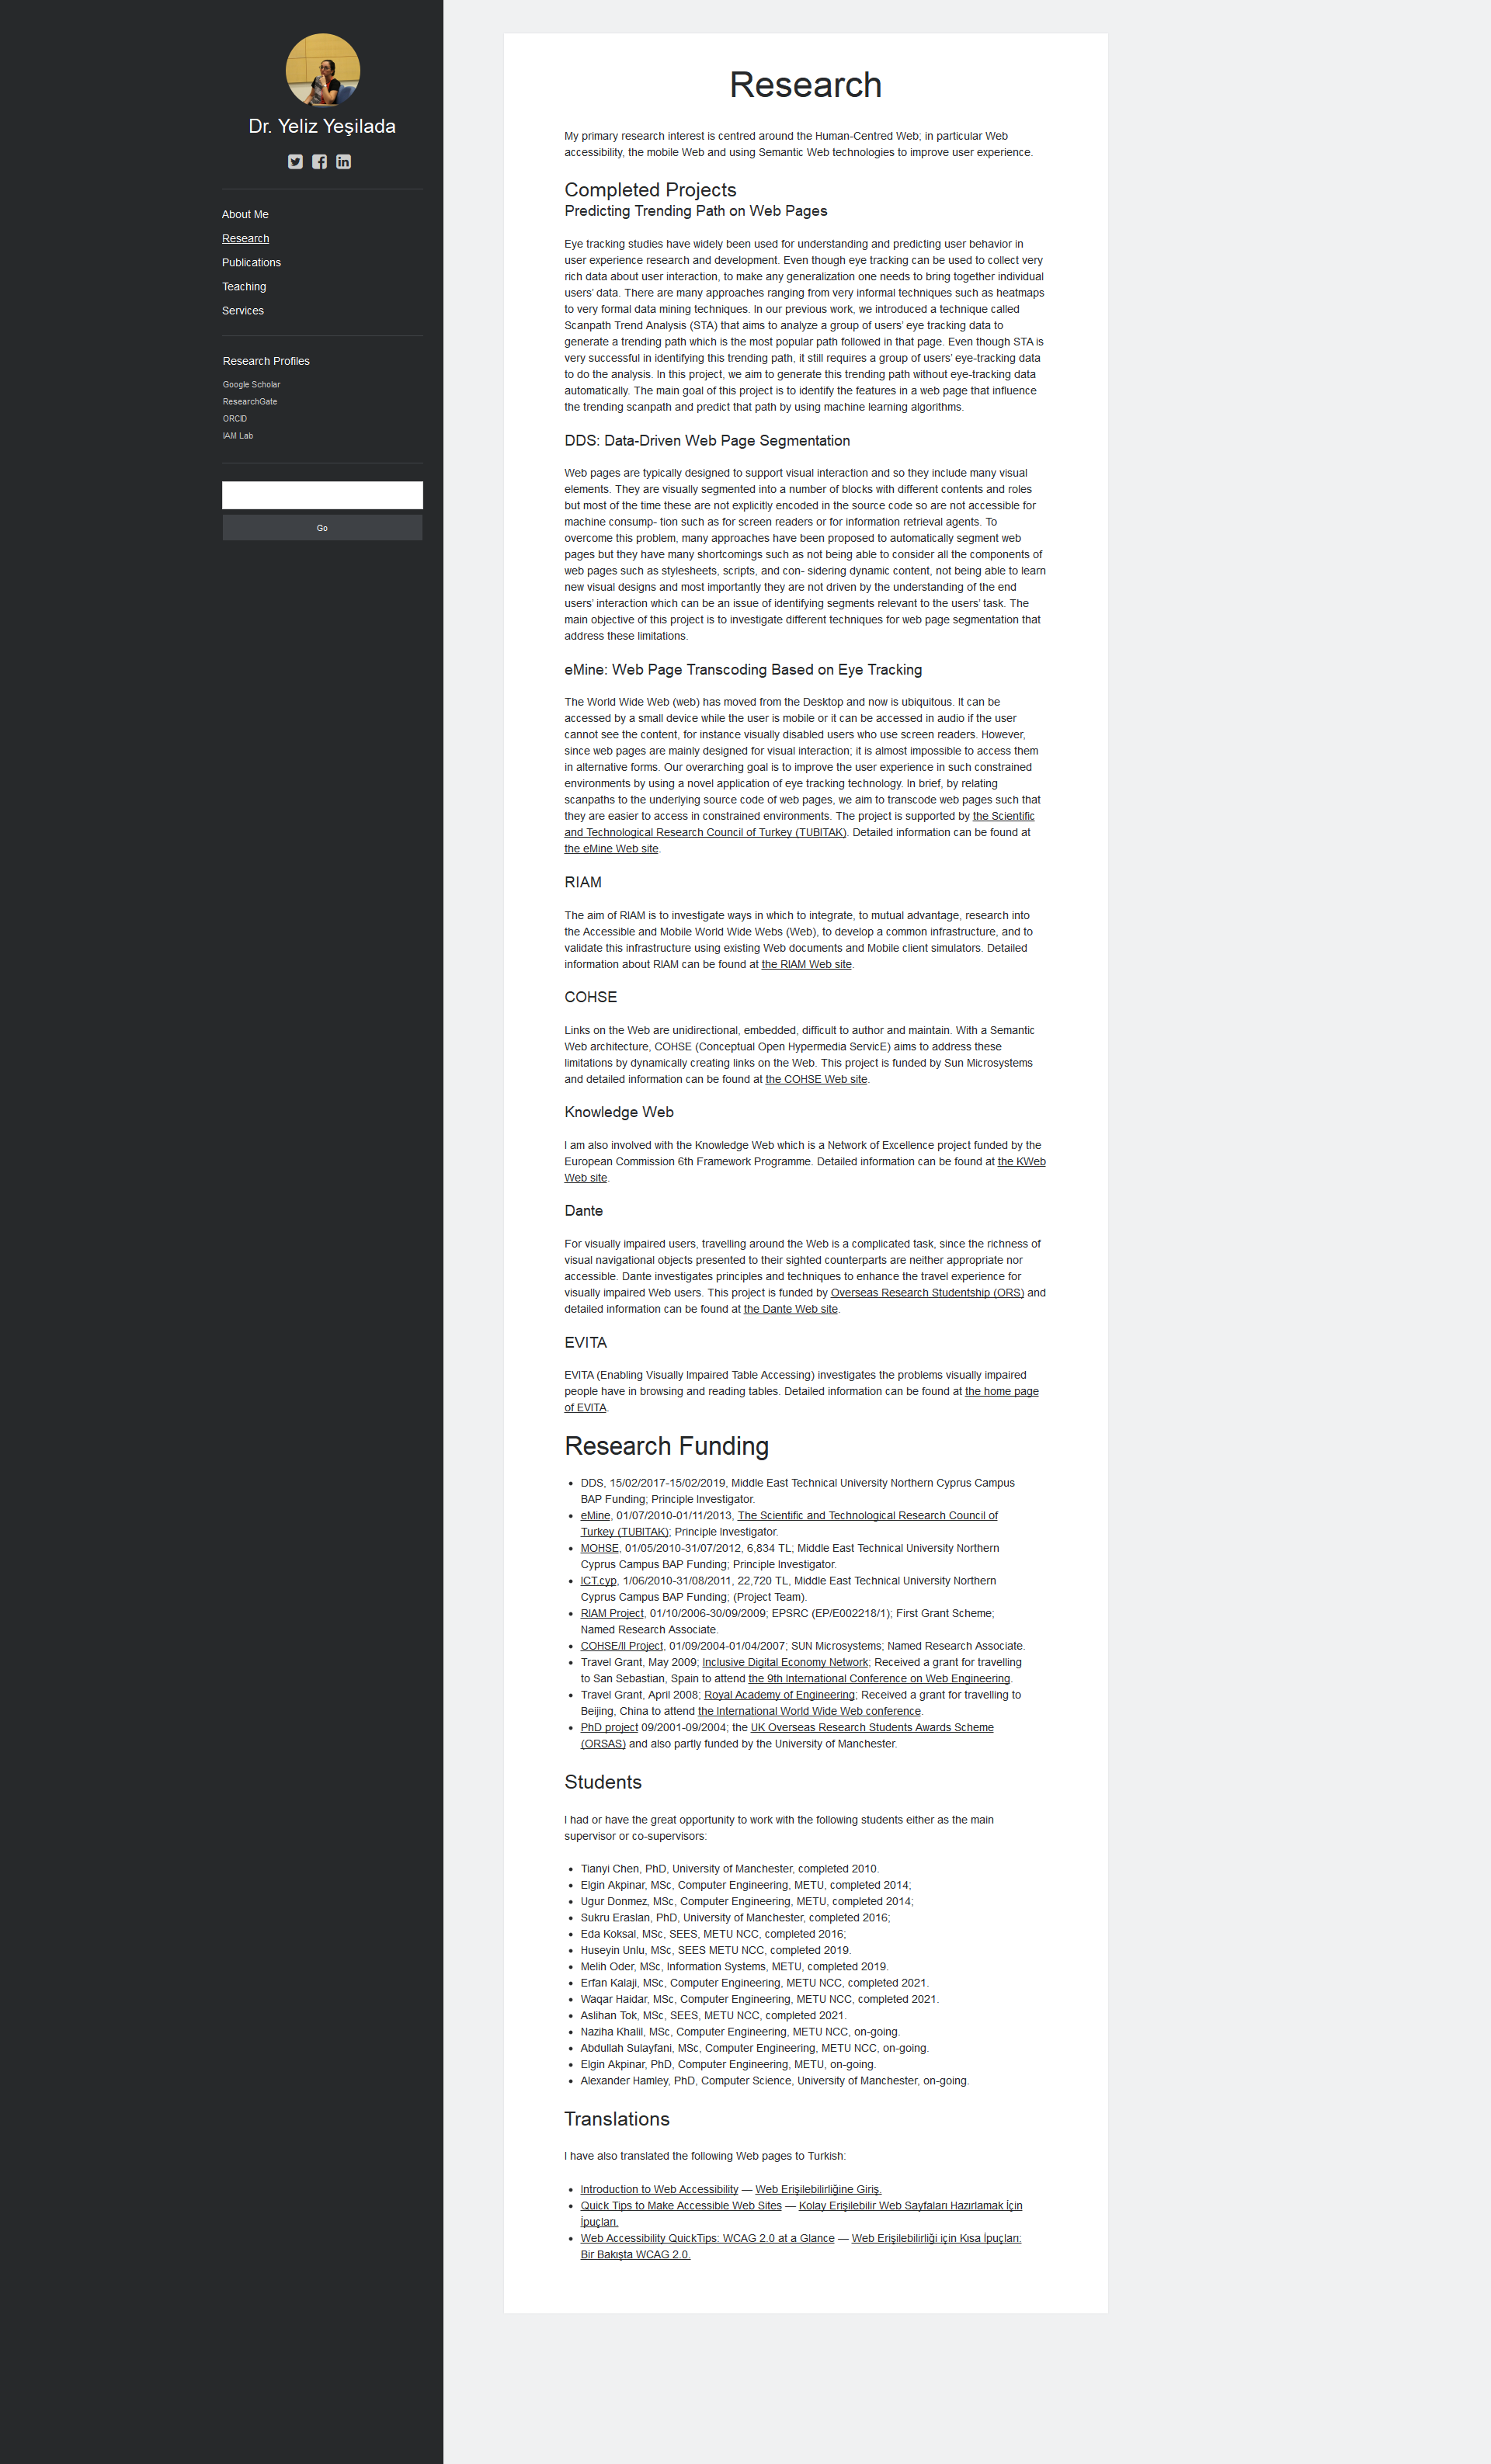 Dr. Yeliz Yeşilada
About Me
Research
Publications
Teaching
Services
Research Profiles
Google Scholar
ResearchGate
ORCID
IAM Lab
Go
Research
My primary research interest is centred around the Human-Centred Web; in particular Web
accessibility, the mobile Web and using Semantic Web technologies to improve user experience.
Completed Projects
Predicting Trending Path on Web Pages
Eye tracking studies have widely been used for understanding and predicting user behavior in
user experience research and development. Even though eye tracking can be used to collect very
rich data about user interaction, to make any generalization one needs to bring together individual
users’ data. There are many approaches ranging from very informal techniques such as heatmaps
to very formal data mining techniques. In our previous work, we introduced a technique called
Scanpath Trend Analysis (STA) that aims to analyze a group of users’ eye tracking data to
generate a trending path which is the most popular path followed in that page. Even though STA is
very successful in identifying this trending path, it still requires a group of users’ eye-tracking data
to do the analysis. In this project, we aim to generate this trending path without eye-tracking data
automatically. The main goal of this project is to identify the features in a web page that influence
the trending scanpath and predict that path by using machine learning algorithms.
DDS: Data-Driven Web Page Segmentation
Web pages are typically designed to support visual interaction and so they include many visual
elements. They are visually segmented into a number of blocks with different contents and roles
but most of the time these are not explicitly encoded in the source code so are not accessible for
machine consump- tion such as for screen readers or for information retrieval agents. To
overcome this problem, many approaches have been proposed to automatically segment web
pages but they have many shortcomings such as not being able to consider all the components of
web pages such as stylesheets, scripts, and con- sidering dynamic content, not being able to learn
new visual designs and most importantly they are not driven by the understanding of the end
users’ interaction which can be an issue of identifying segments relevant to the users’ task. The
main objective of this project is to investigate different techniques for web page segmentation that
address these limitations.
eMine: Web Page Transcoding Based on Eye Tracking
The World Wide Web (web) has moved from the Desktop and now is ubiquitous. It can be
accessed by a small device while the user is mobile or it can be accessed in audio if the user
cannot see the content, for instance visually disabled users who use screen readers. However,
since web pages are mainly designed for visual interaction; it is almost impossible to access them
in alternative forms. Our overarching goal is to improve the user experience in such constrained
environments by using a novel application of eye tracking technology. In brief, by relating
scanpaths to the underlying source code of web pages, we aim to transcode web pages such that
they are easier to access in constrained environments. The project is supported by the Scientific
and Technological Research Council of Turkey (TUBITAK). Detailed information can be found at
the eMine Web site.
RIAM
The aim of RIAM is to investigate ways in which to integrate, to mutual advantage, research into
the Accessible and Mobile World Wide Webs (Web), to develop a common infrastructure, and to
validate this infrastructure using existing Web documents and Mobile client simulators. Detailed
information about RIAM can be found at the RIAM Web site.
COHSE
Links on the Web are unidirectional, embedded, difficult to author and maintain. With a Semantic
Web architecture, COHSE (Conceptual Open Hypermedia ServicE) aims to address these
limitations by dynamically creating links on the Web. This project is funded by Sun Microsystems
and detailed information can be found at the COHSE Web site.
Knowledge Web
I am also involved with the Knowledge Web which is a Network of Excellence project funded by the
European Commission 6th Framework Programme. Detailed information can be found at the KWeb
Web site.
Dante
For visually impaired users, travelling around the Web is a complicated task, since the richness of
visual navigational objects presented to their sighted counterparts are neither appropriate nor
accessible. Dante investigates principles and techniques to enhance the travel experience for
visually impaired Web users. This project is funded by Overseas Research Studentship (ORS) and
detailed information can be found at the Dante Web site.
EVITA
EVITA (Enabling Visually Impaired Table Accessing) investigates the problems visually impaired
people have in browsing and reading tables. Detailed information can be found at the home page
of EVITA.
Research Funding
• DDS, 15/02/2017-15/02/2019, Middle East Technical University Northern Cyprus Campus
BAP Funding; Principle Investigator.
• eMine, 01/07/2010-01/11/2013, The Scientific and Technological Research Council of
Turkey (TUBITAK); Principle Investigator.
• MOHSE, 01/05/2010-31/07/2012, 6,834 TL; Middle East Technical University Northern
Cyprus Campus BAP Funding; Principle Investigator.
• ICT.cyp, 1/06/2010-31/08/2011, 22,720 TL, Middle East Technical University Northern
Cyprus Campus BAP Funding; (Project Team).
• RIAM Project, 01/10/2006-30/09/2009; EPSRC (EP/E002218/1); First Grant Scheme;
Named Research Associate.
• COHSE/II Project, 01/09/2004-01/04/2007; SUN Microsystems; Named Research Associate.
• Travel Grant, May 2009; Inclusive Digital Economy Network; Received a grant for travelling
to San Sebastian, Spain to attend the 9th International Conference on Web Engineering.
• Travel Grant, April 2008; Royal Academy of Engineering; Received a grant for travelling to
Beijing, China to attend the International World Wide Web conference.
• PhD project 09/2001-09/2004; the UK Overseas Research Students Awards Scheme
(ORSAS) and also partly funded by the University of Manchester.
Students
I had or have the great opportunity to work with the following students either as the main
supervisor or co-supervisors:
• Tianyi Chen, PhD, University of Manchester, completed 2010.
• Elgin Akpinar, MSc, Computer Engineering, METU, completed 2014;
• Ugur Donmez, MSc, Computer Engineering, METU, completed 2014;
• Sukru Eraslan, PhD, University of Manchester, completed 2016;
• Eda Koksal, MSc, SEES, METU NCC, completed 2016;
• Huseyin Unlu, MSc, SEES METU NCC, completed 2019.
• Melih Oder, MSc, Information Systems, METU, completed 2019.
• Erfan Kalaji, MSc, Computer Engineering, METU NCC, completed 2021.
• Waqar Haidar, MSc, Computer Engineering, METU NCC, completed 2021.
• Aslihan Tok, MSc, SEES, METU NCC, completed 2021.
• Naziha Khalil, MSc, Computer Engineering, METU NCC, on-going.
• Abdullah Sulayfani, MSc, Computer Engineering, METU NCC, on-going.
• Elgin Akpinar, PhD, Computer Engineering, METU, on-going.
• Alexander Hamley, PhD, Computer Science, University of Manchester, on-going.
Translations
I have also translated the following Web pages to Turkish:
• Introduction to Web Accessibility — Web Erişilebilirliğine Giriş.
• Quick Tips to Make Accessible Web Sites — Kolay Erişilebilir Web Sayfaları Hazırlamak İçin
İpuçları.
• Web Accessibility QuickTips: WCAG 2.0 at a Glance — Web Erişilebilirliği için Kısa İpuçları:
Bir Bakışta WCAG 2.0.